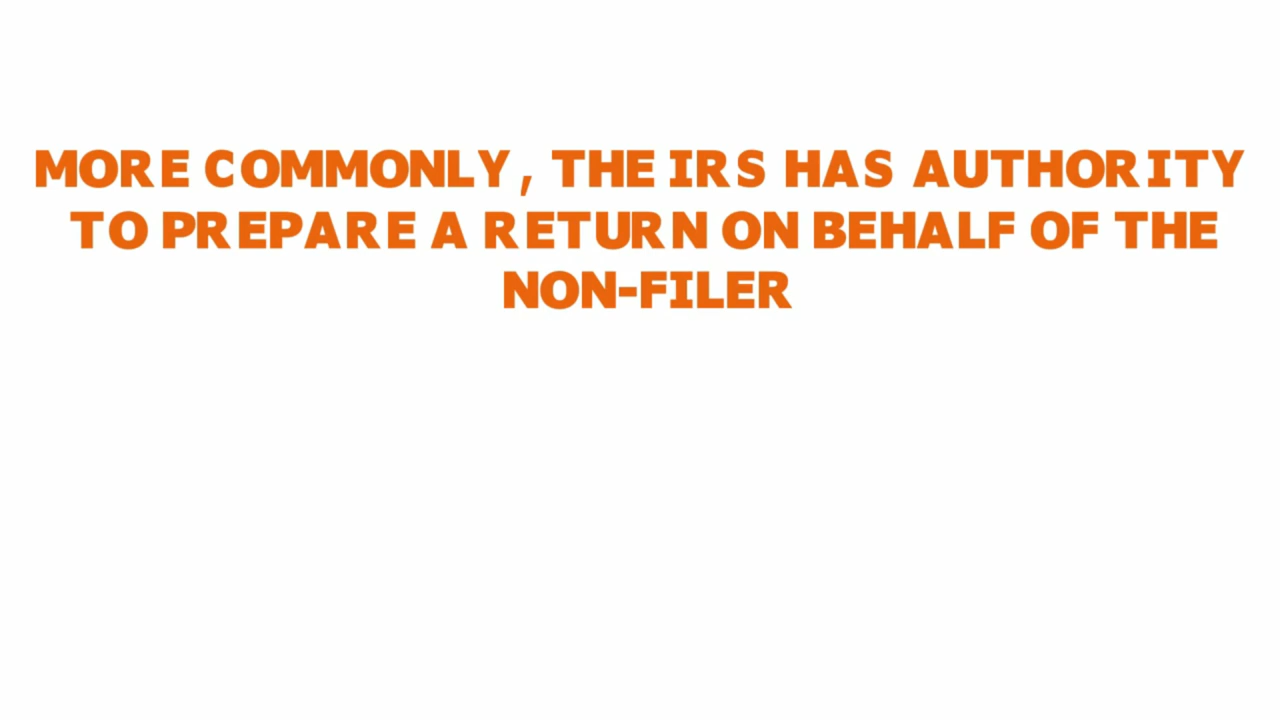 MORE COMMONLY, THE IRS HAS AUTHORITY
TO PREPARE A RETURN ON BEHALF OF THE
NON-FILER